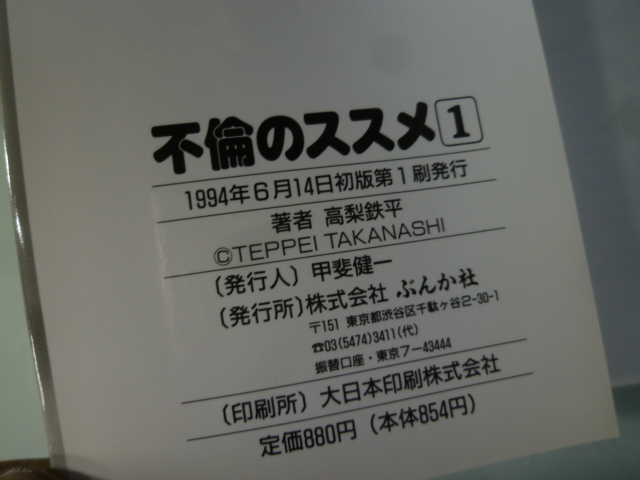 不倫のススメ1
1994年6月14日初版第1刷発行
著者 高梨鉄平
©TEPPEI TAKANASHI
(発行人) 甲斐健一
(発行所) 株式会社 ぶんか社
〒151 東京都渋谷区千駄ヶ谷2-30-1
☎03(5474)3411(代)
振替口座・東京7-43444
(印刷所) 大日本印刷株式会社
定価880円(本体854円)